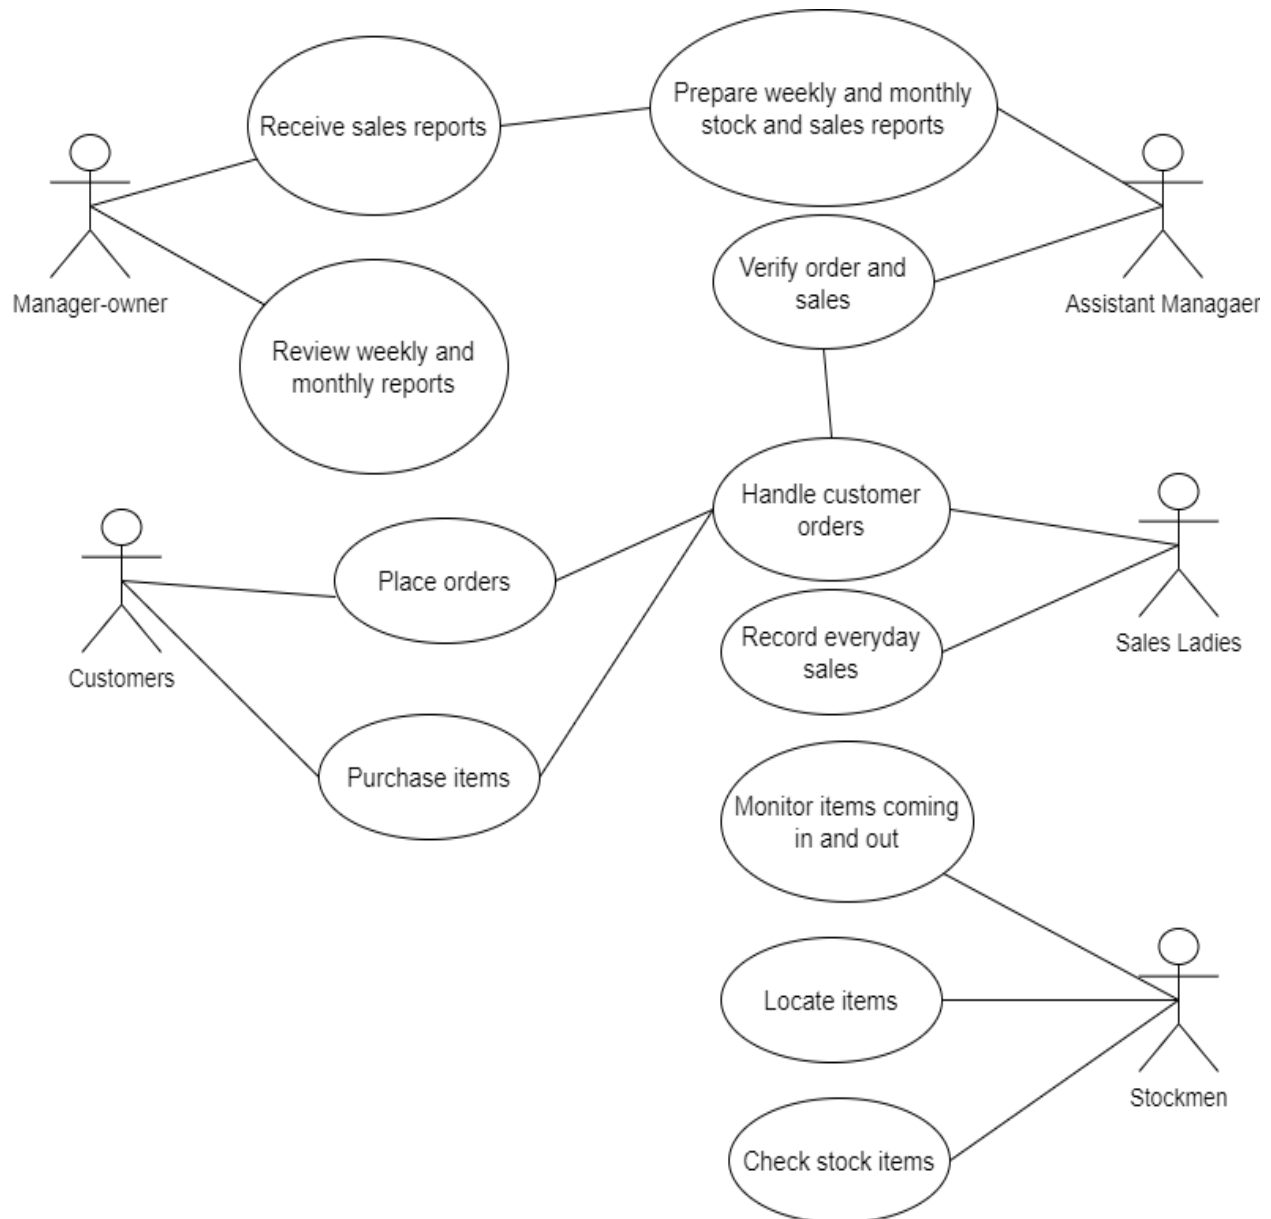 Receive sales reports
Prepare weekly and monthly
stock and sales reports
Manager-owner
Verify order and
sales
Assistant Managaer
Review weekly and
monthly reports
Handle customer
orders
Place orders
Customers
Record everyday
sales
Sales Ladies
Purchase items
Monitor items coming
in and out
Locate items
Stockmen
Check stock items